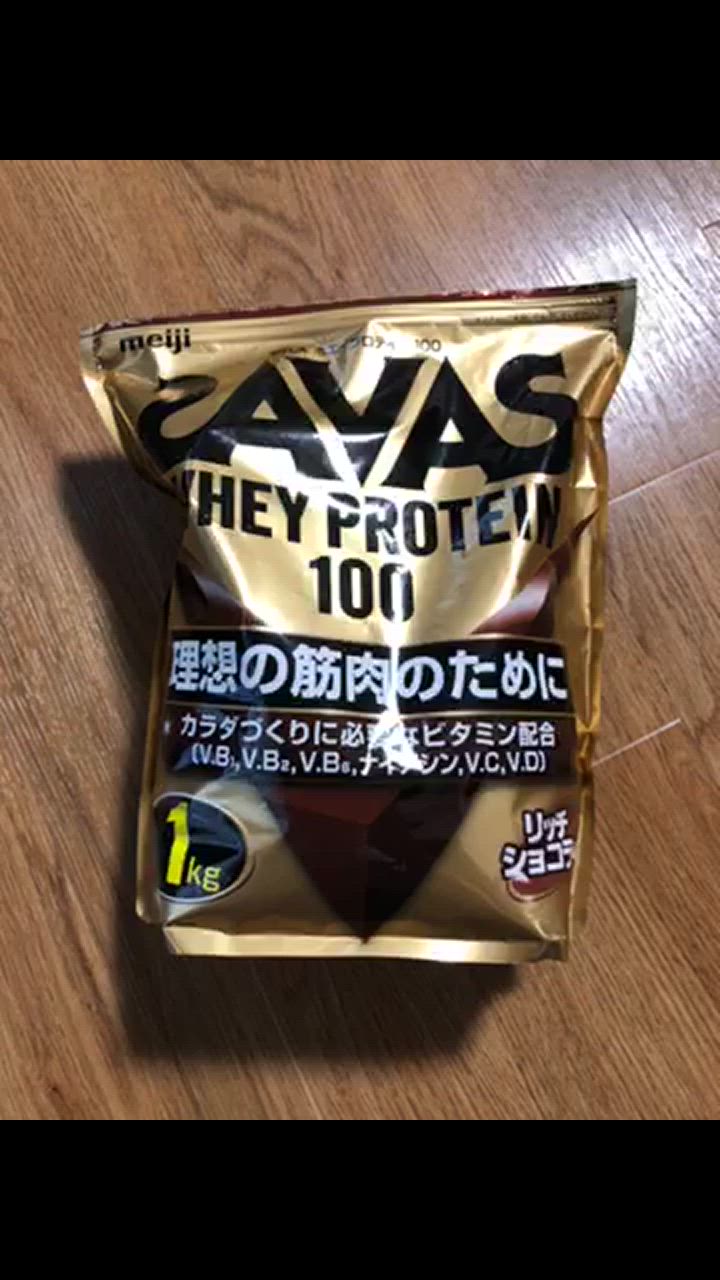 meiji
100
SAVAS
WHEY PROTEIN
100
理想の筋肉のために
カラダづくりに必要なビタミン配合
(V.B₁,V.B₂,V.B₆,ナイアシン,V.C,V.D)
1kg
リッチ
ショコラ